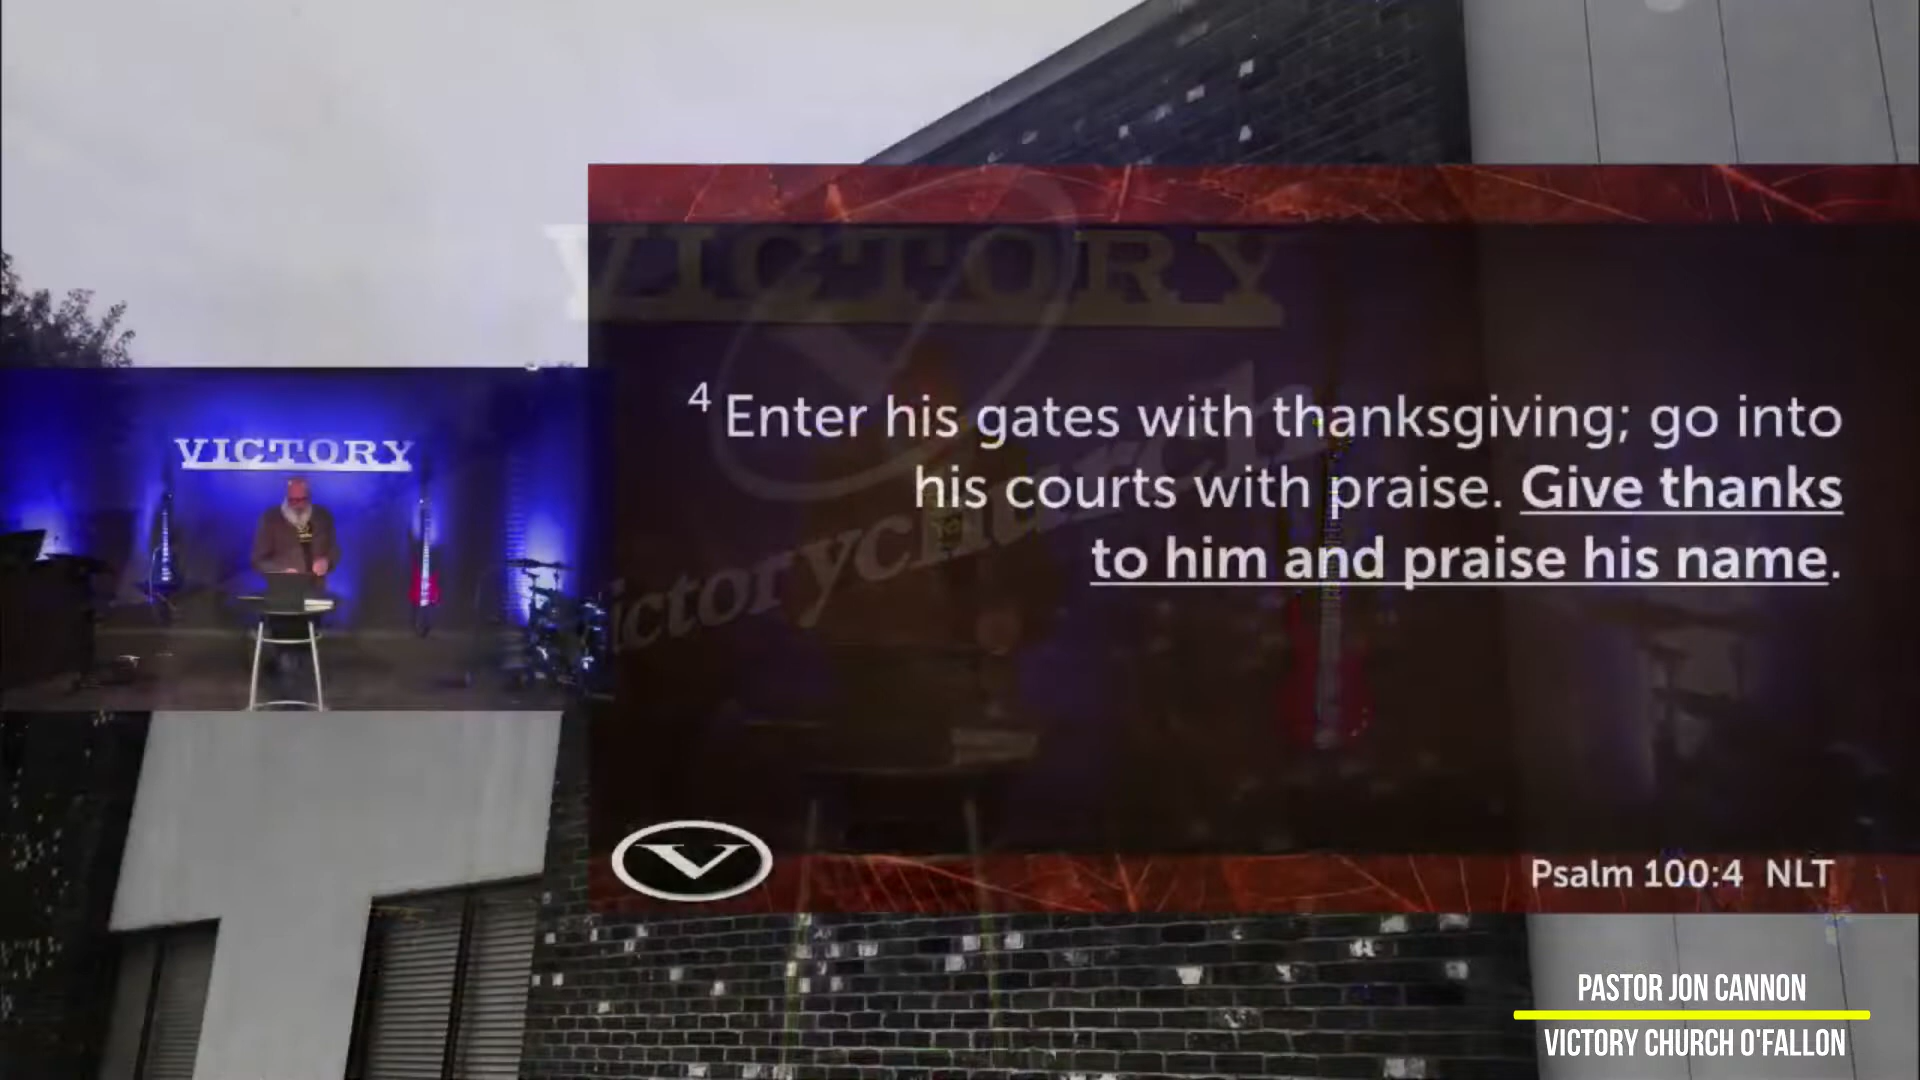 VICTORY
VICTORY
4 Enter his gates with thanksgiving; go into
his courts with praise. Give thanks
to him and praise his name.
victorychurch
V
Psalm 100:4 NLT
PASTOR JON CANNON
VICTORY CHURCH O'FALLON